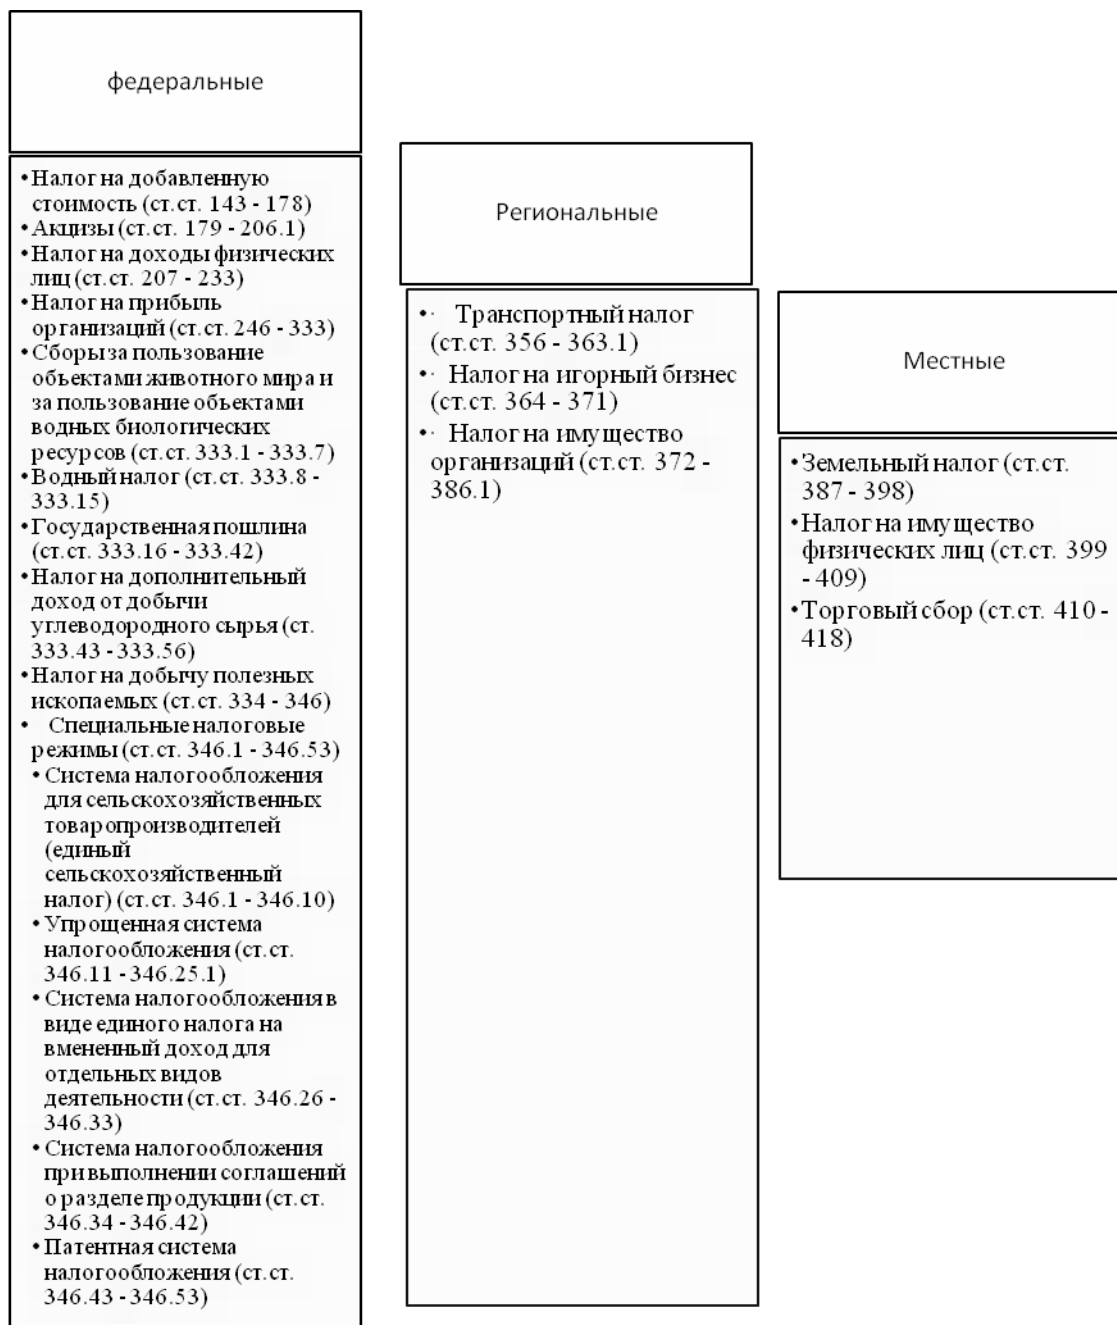 федеральные
•Налог на добавленную
стоимость (ст.ст. 143 - 178)
•Акцизы (ст.ст. 179 - 206.1)
•Налог на доходы физических
лиц (ст.ст. 207 - 233)
•Налог на прибыль
организаций (ст.ст. 246 - 333)
•Сборы за пользование
объектами животного мира и
за пользование объектами
водных биологических
ресурсов (ст.ст. 333.1 - 333.7)
•Водный налог (ст.ст. 333.8 -
333.15)
•Государственная пошлина
(ст.ст. 333.16 - 333.42)
•Налог на дополнительный
доход от добычи
углеводородного сырья (ст.
333.43 -333.56)
•Налог на добычу полезных
ископаемых (ст.ст. 334 - 346)
• Специальные налоговые
режимы (ст.ст. 346.1 - 346.53)
• Система налогообложения
для сельскохозяйственных
товаропроизводителей
(единый
сельскохозяйственный
налог) (ст.ст. 346.1 - 346.10)
• Упрощенная система
налогообложения (ст.ст.
346.11 - 346.25.1)
• Система налогообложения в
виде единого налога на
вмененный доход для
отдельных видов
деятельности (ст.ст. 346.26 -
346.33)
• Система налогообложения
при выполнении соглашений
о разделе продукции (ст.ст.
346.34 - 346.42)
• Патентная система
налогообложения (ст.ст.
346.43 - 346.53)
Региональные
•· Транспортный налог
(ст.ст. 356 - 363.1)
•· Налог на игорный бизнес
(ст.ст. 364 - 371)
•· Налог на имущество
организаций (ст.ст. 372 -
386.1)
Местные
•Земельный налог (ст.ст.
387 - 398)
•Налог на имущество
физических лиц (ст.ст. 399
- 409)
•Торговый сбор (ст.ст. 410 -
418)